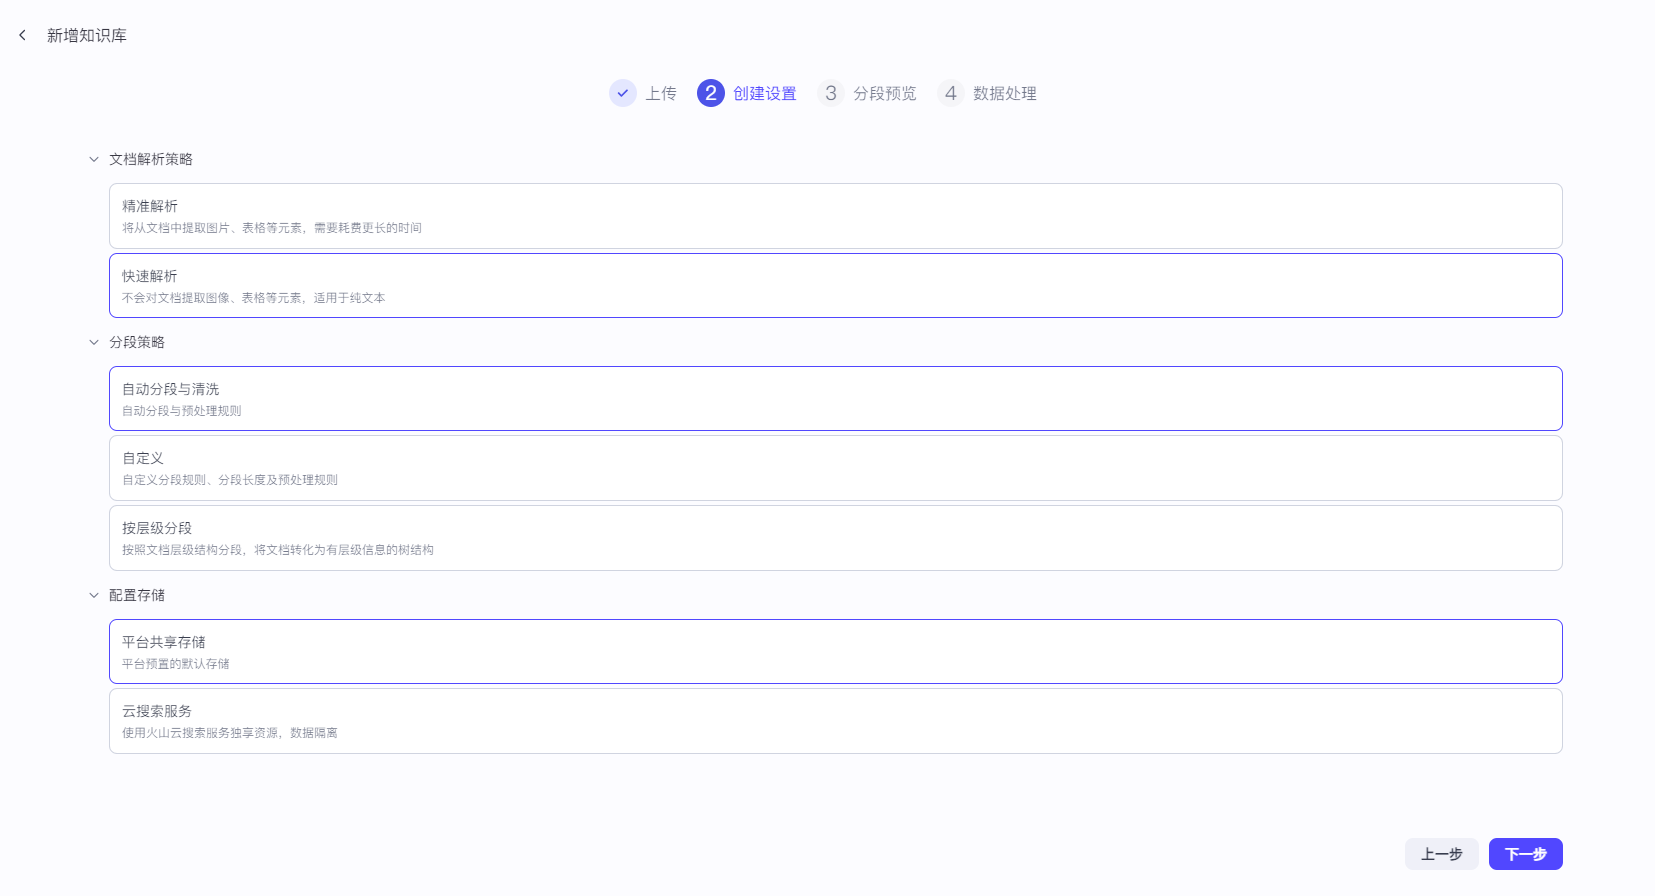 新增知识库
上传 2 创建设置 3 分段预览 4 数据处理
文档解析策略
精准解析
将从文档中提取图片、表格等元素，需要耗费更长的时间
快速解析
不会对文档提取图像、表格等元素，适用于纯文本
分段策略
自动分段与清洗
自动分段与预处理规则
自定义
自定义分段规则、分段长度及预处理规则
按层级分段
按照文档层级结构分段，将文档转化为有层级信息的树结构
配置存储
平台共享存储
平台预置的默认存储
云搜索服务
使用火山云搜索服务独享资源，数据隔离
上一步 下一步